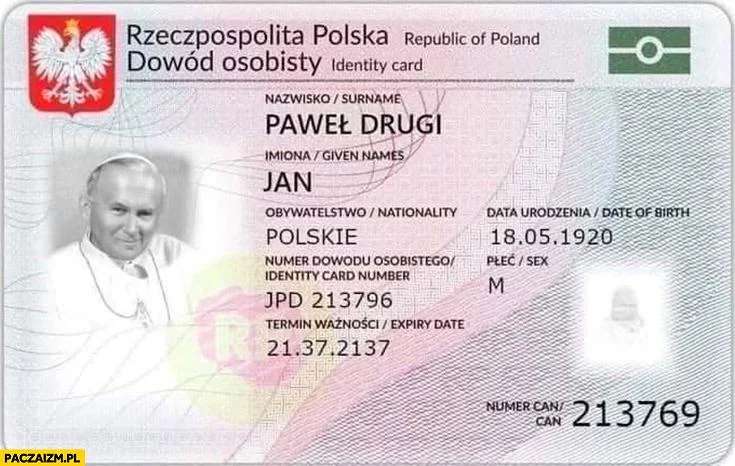 Rzeczpospolita Polska Republic of Poland
Dowód osobisty Identity card
NAZWISKO / SURNAME
PAWEŁ DRUGI
IMIONA / GIVEN NAMES
JAN
OBYWATELSTWO / NATIONALITY
POLSKIE
DATA URODZENIA / DATE OF BIRTH
18.05.1920
NUMER DOWODU OSOBISTEGO/
IDENTITY CARD NUMBER
JPD 213796
PŁEĆ / SEX
M
TERMIN WAŻNOŚCI / EXPIRY DATE
21.37.2137
NUMER CAN/
CAN
213769
PACZAIZM.PL